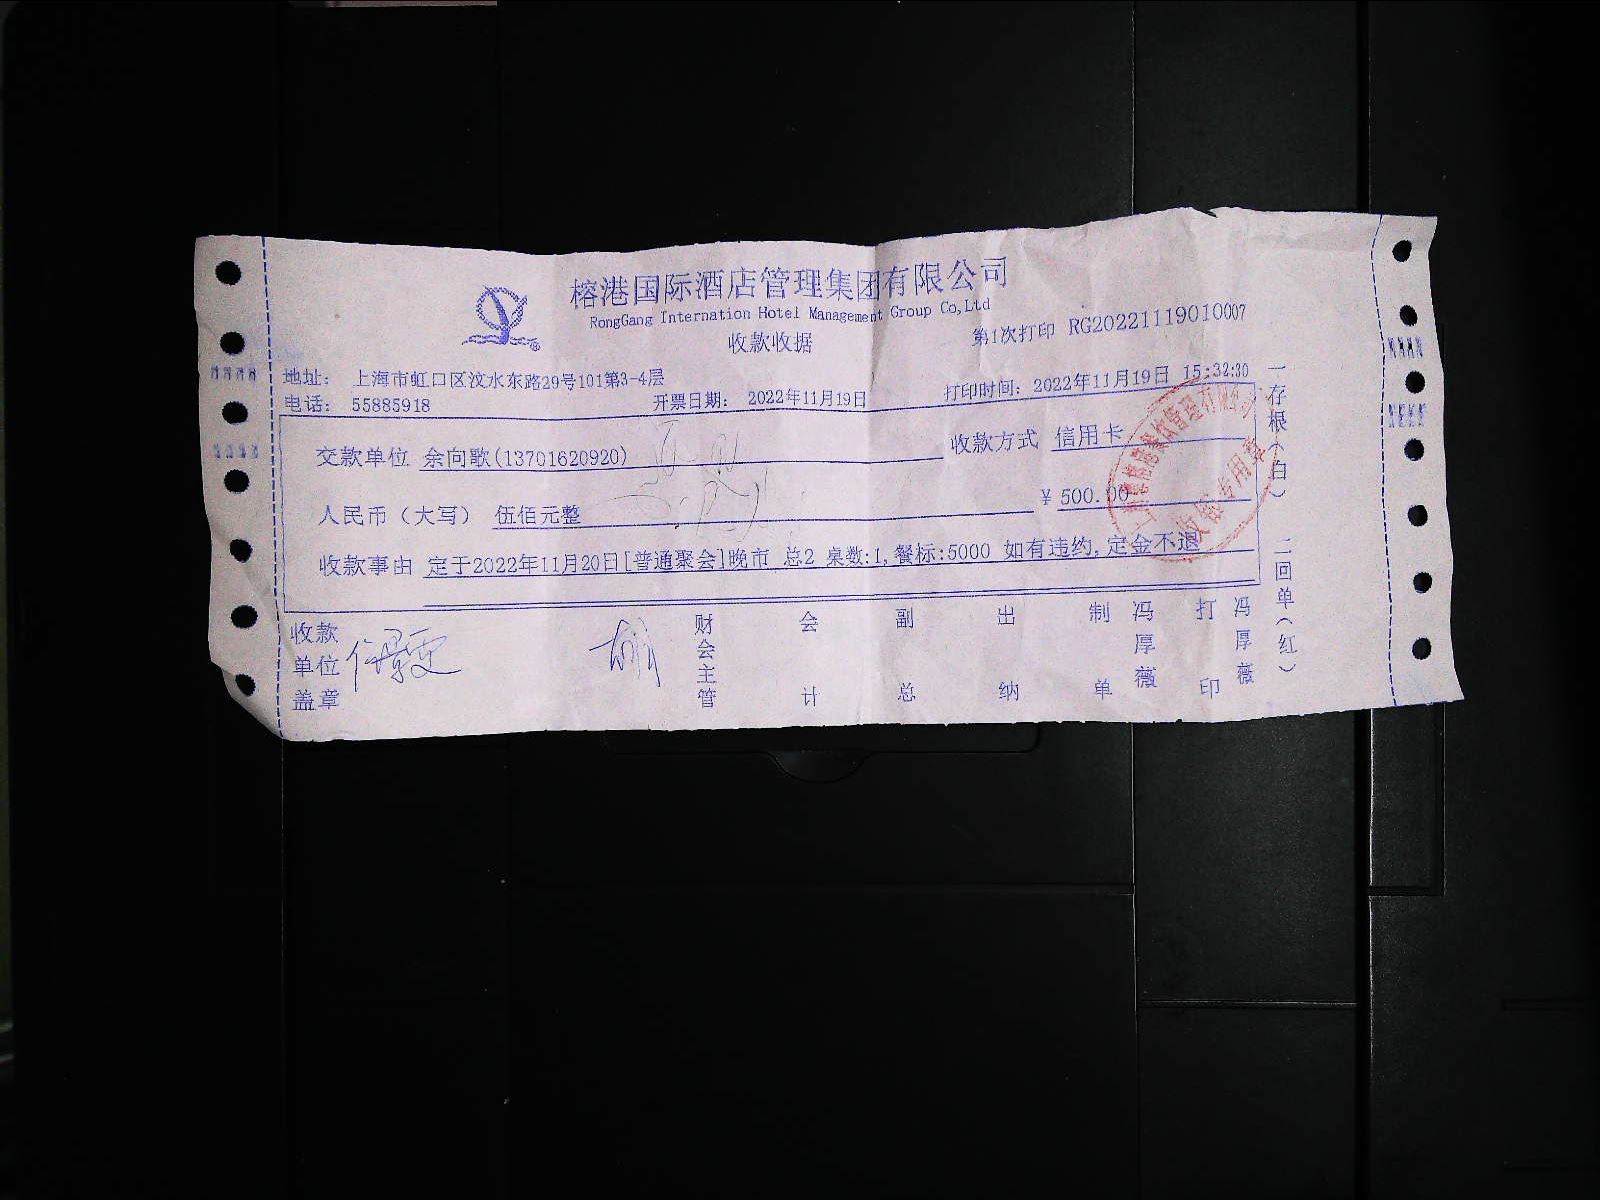 榕港国际酒店管理集团有限公司
RongGang Internation Hotel Management Group Co,Ltd
收款收据
第1次打印 RG20221119010007
地址: 上海市虹口区汶水东路29号101第3-4层
电话: 55885918
开票日期: 2022年11月19日
打印时间: 2022年11月19日 15:32:30
交款单位 余向歌(13701620920)
收款方式 信用卡
人民币(大写) 伍佰元整
¥ 500.00
收款事由 定于2022年11月20日[普通聚会]晚市 总2 桌数:1,餐标:5000 如有违约,定金不退
收款单位盖章
财会主管
会计
副总
出纳
制单 冯厚薇
打印 冯厚薇
一存根(白) 二回单(红)
专用章